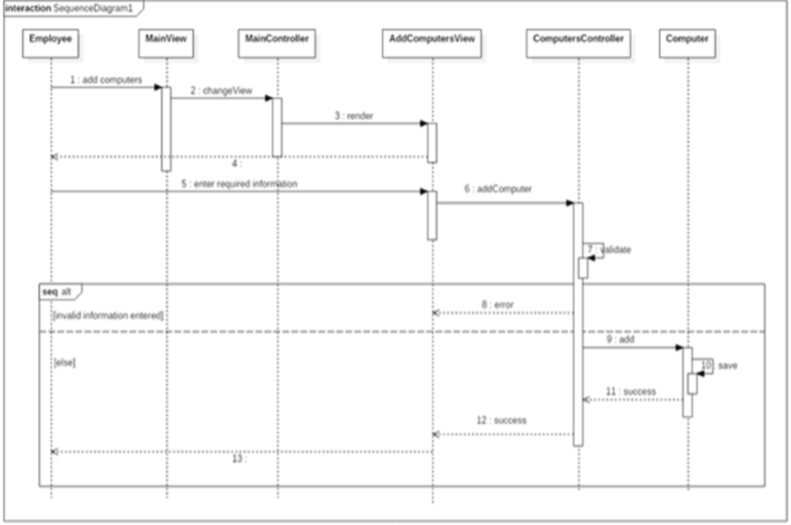 interaction SequenceDiagram1
Employee
MainView
MainController
AddComputersView
ComputersController
Computer
1 : add computers
2 : changeView
3 : render
4 :
5 : enter required information
6 : addComputer
7 : validate
seq alt
8 : error
[invalid information entered]
9 : add
[else]
10 : save
11 : success
12 : success
13 :